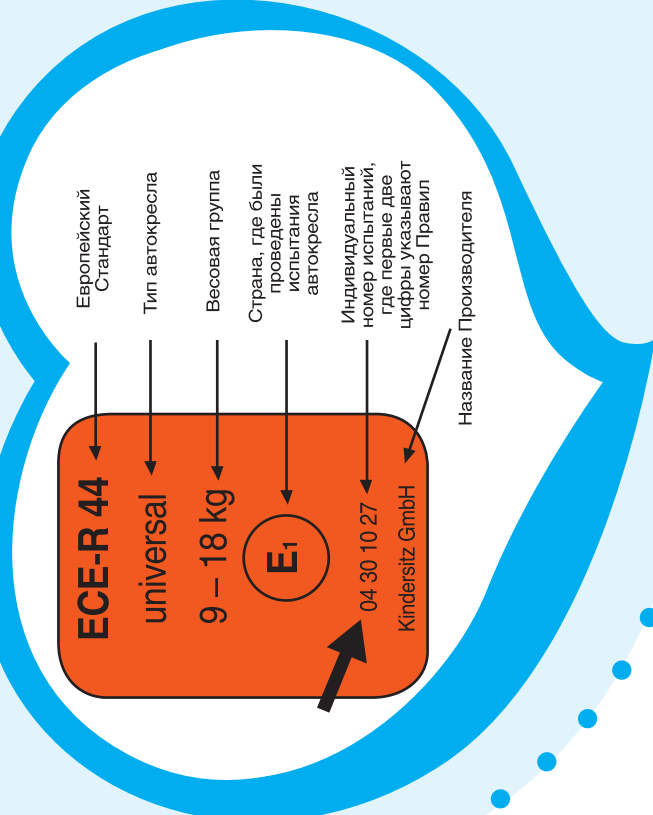 ECE-R 44
universal
9 – 18 kg
E1
04 30 10 27
Kindersitz GmbH
Европейский
Стандарт
Тип автокресла
Весовая группа
Страна, где были
проведены
испытания
автокресла
Индивидуальный
номер испытаний,
где первые две
цифры указывают
номер Правил
Название Производителя